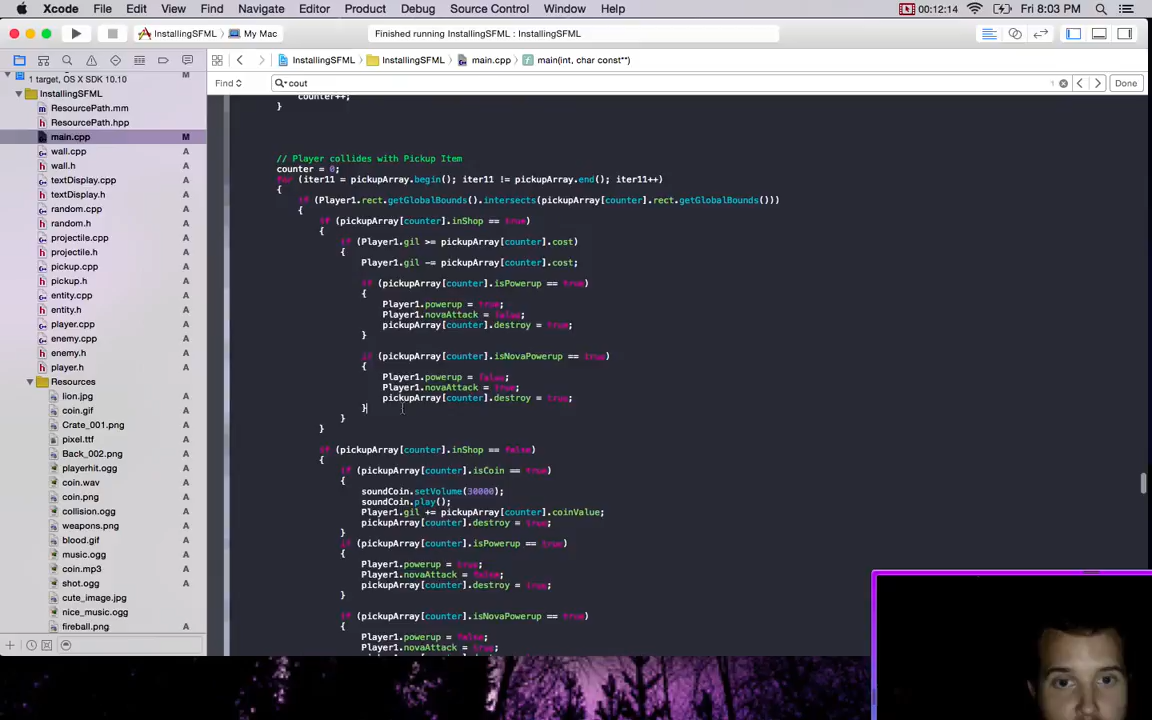 Xcode File Edit View Find Navigate Editor Product Debug Source Control Window Help 00:12:14 Fri 8:03 PM
InstallingSFML My Mac Finished running InstallingSFML : InstallingSFML
InstallingSFML InstallingSFML main.cpp main(int, char const**)
Find cout 1 Done
1 target, OS X SDK 10.10 M
InstallingSFML
ResourcePath.mm
ResourcePath.hpp
main.cpp M
wall.cpp A
wall.h A
textDisplay.cpp A
textDisplay.h A
random.cpp A
random.h A
projectile.cpp A
projectile.h A
pickup.cpp A
pickup.h A
entity.cpp A
entity.h A
player.cpp A
enemy.cpp A
enemy.h A
player.h A
Resources
lion.jpg A
coin.gif A
Crate_001.png A
pixel.ttf A
Back_002.png A
playerhit.ogg A
coin.wav A
coin.png A
collision.ogg A
weapons.png A
blood.gif A
music.ogg A
coin.mp3 A
shot.ogg A
cute_image.jpg A
nice_music.ogg A
fireball.png A
counter++;
}
// Player collides with Pickup Item
counter = 0;
for (iter11 = pickupArray.begin(); iter11 != pickupArray.end(); iter11++)
{
if (Player1.rect.getGlobalBounds().intersects(pickupArray[counter].rect.getGlobalBounds()))
{
if (pickupArray[counter].inShop == true)
{
if (Player1.gil >= pickupArray[counter].cost)
{
Player1.gil -= pickupArray[counter].cost;
if (pickupArray[counter].isPowerup == true)
{
Player1.powerup = true;
Player1.novaAttack = false;
pickupArray[counter].destroy = true;
}
if (pickupArray[counter].isNovaPowerup == true)
{
Player1.powerup = false;
Player1.novaAttack = true;
pickupArray[counter].destroy = true;
}
}
}
if (pickupArray[counter].inShop == false)
{
if (pickupArray[counter].isCoin == true)
{
soundCoin.setVolume(30000);
soundCoin.play();
Player1.gil += pickupArray[counter].coinValue;
pickupArray[counter].destroy = true;
}
if (pickupArray[counter].isPowerup == true)
{
Player1.powerup = true;
Player1.novaAttack = false;
pickupArray[counter].destroy = true;
}
if (pickupArray[counter].isNovaPowerup == true)
{
Player1.powerup = false;
Player1.novaAttack = true;